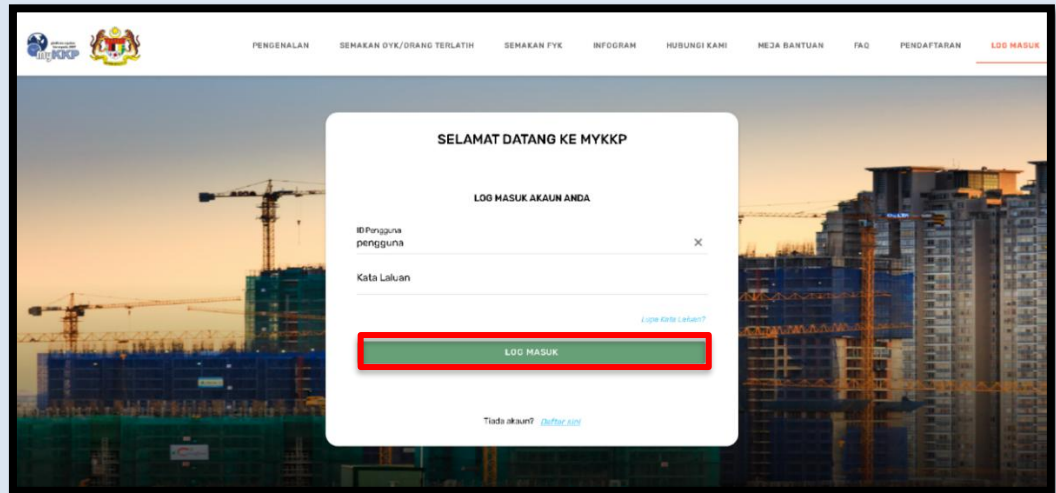 myKKP
PENGENALAN SEMAKAN OYK/ORANG TERLATIH SEMAKAN FYK INFOGRAM HUBUNGI KAMI MEJA BANTUAN FAQ PENDAFTARAN LOG MASUK
SELAMAT DATANG KE MYKKP
LOG MASUK AKAUN ANDA
ID Pengguna
pengguna
Kata Laluan
Lupa Kata Laluan?
LOG MASUK
Tiada akaun? Daftar sini